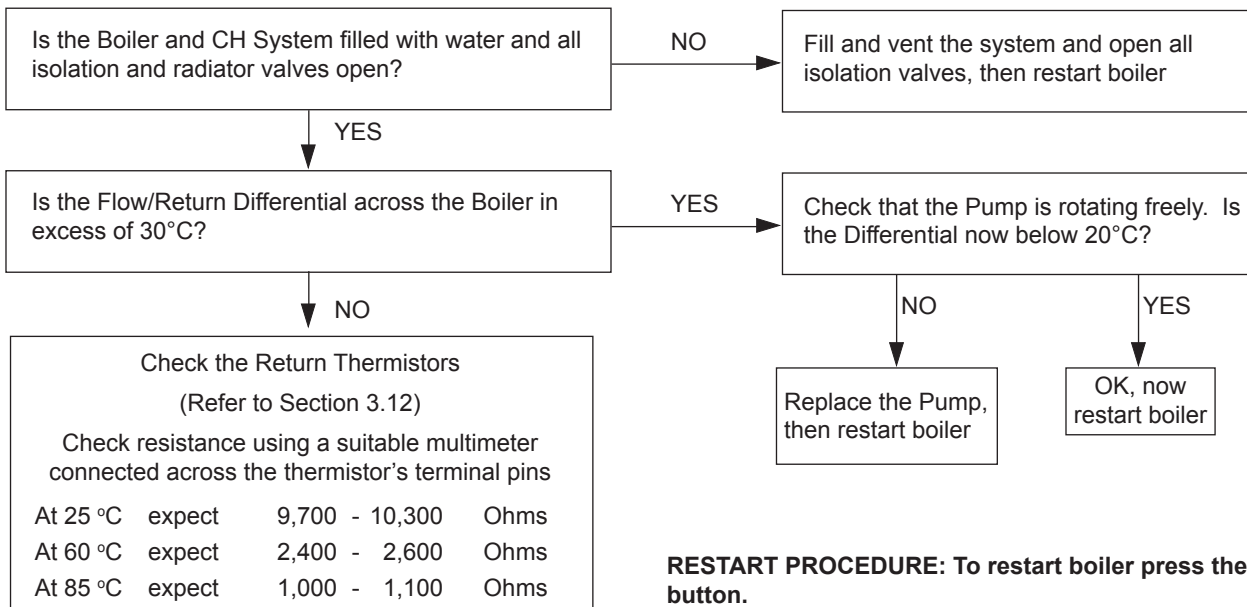 Is the Boiler and CH System filled with water and all
isolation and radiator valves open?
NO
Fill and vent the system and open all
isolation valves, then restart boiler
YES
Is the Flow/Return Differential across the Boiler in
excess of 30°C?
YES
Check that the Pump is rotating freely. Is
the Differential now below 20°C?
NO
NO
YES
Check the Return Thermistors
(Refer to Section 3.12)
Check resistance using a suitable multimeter
connected across the thermistor's terminal pins
At 25 °C expect 9,700 - 10,300 Ohms
At 60 °C expect 2,400 - 2,600 Ohms
At 85 °C expect 1,000 - 1,100 Ohms
Replace the Pump,
then restart boiler
OK, now
restart boiler
RESTART PROCEDURE: To restart boiler press the
button.